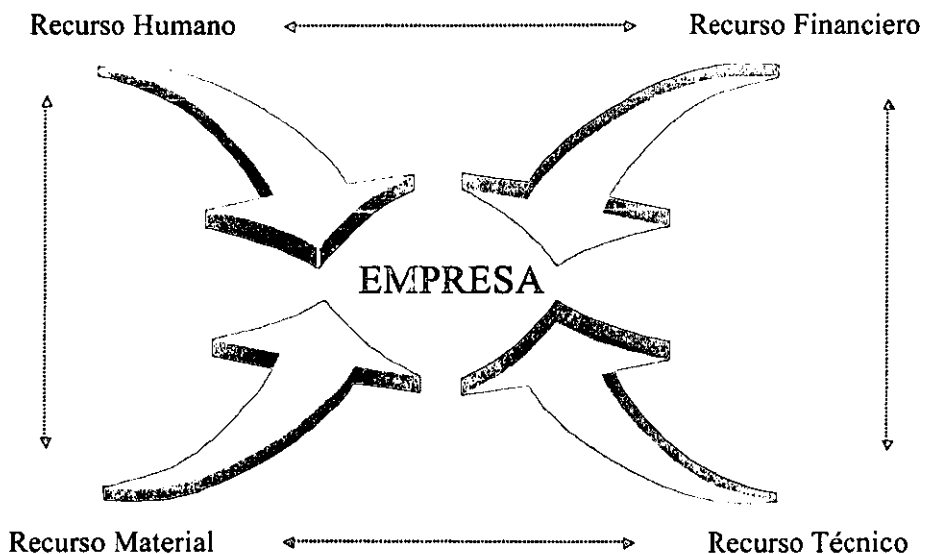 Recurso Humano
Recurso Financiero
EMPRESA
Recurso Material
Recurso Técnico